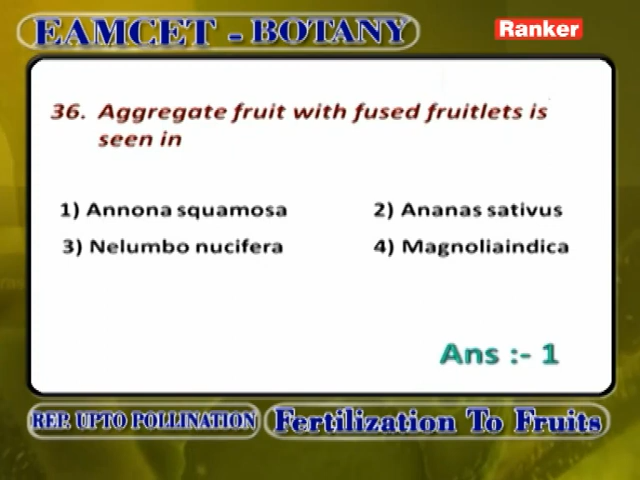 EAMCET - BOTANY
Ranker
36. Aggregate fruit with fused fruitlets is
seen in
1) Annona squamosa
2) Ananas sativus
3) Nelumbo nucifera
4) Magnoliaindica
Ans :- 1
REP. UPTO POLLINATION
Fertilization To Fruits